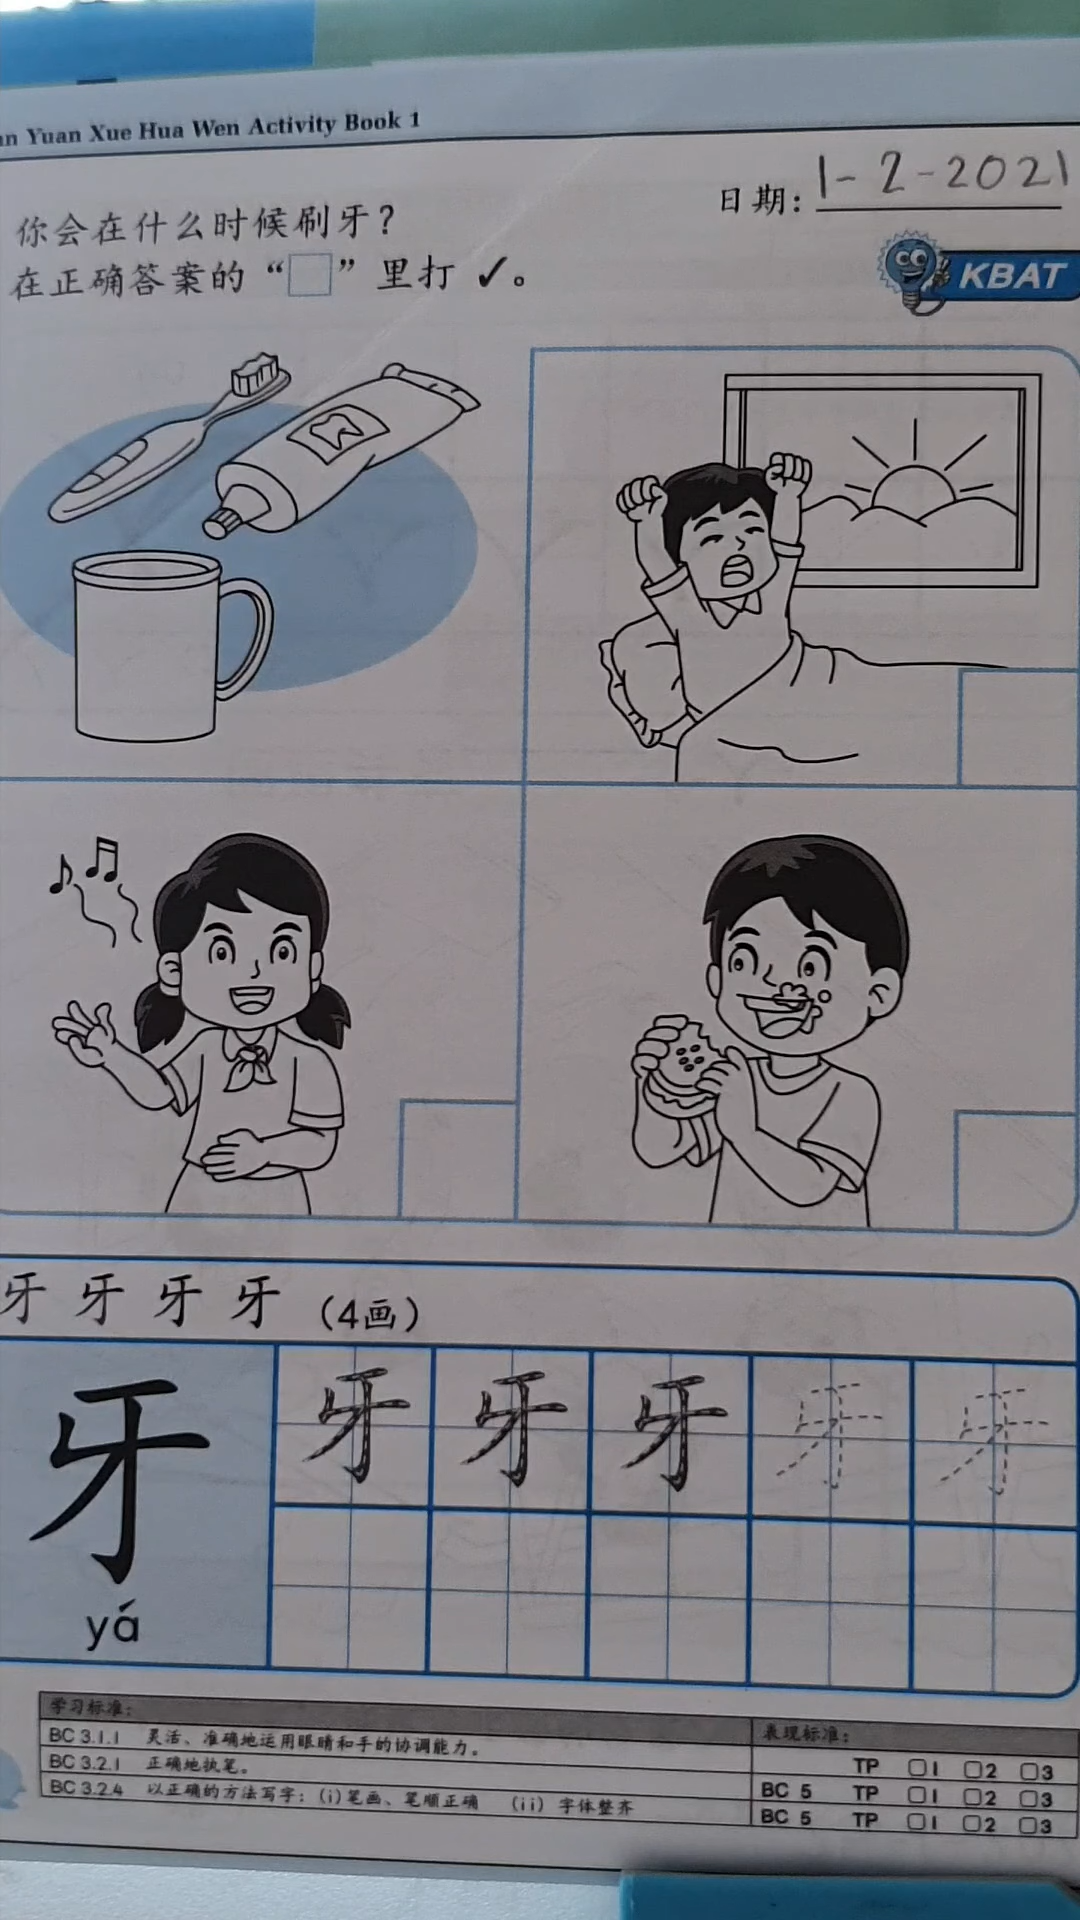 n Yuan Xue Hua Wen Activity Book 1
日期: 1-2-2021
你会在什么时候刷牙?
在正确答案的“□”里打✓。
KBAT
牙 牙 牙 牙 (4画)
牙 牙 牙 牙 牙 牙
yá
学习标准: 表现标准:
BC 3.1.1 灵活、准确地运用眼睛和手的协调能力。 TP □1 □2 □3
BC 3.2.1 正确地执笔。 BC 5 TP □1 □2 □3
BC 3.2.4 以正确的方法写字: (i)笔画、笔顺正确 (ii) 字体整齐 BC 5 TP □1 □2 □3